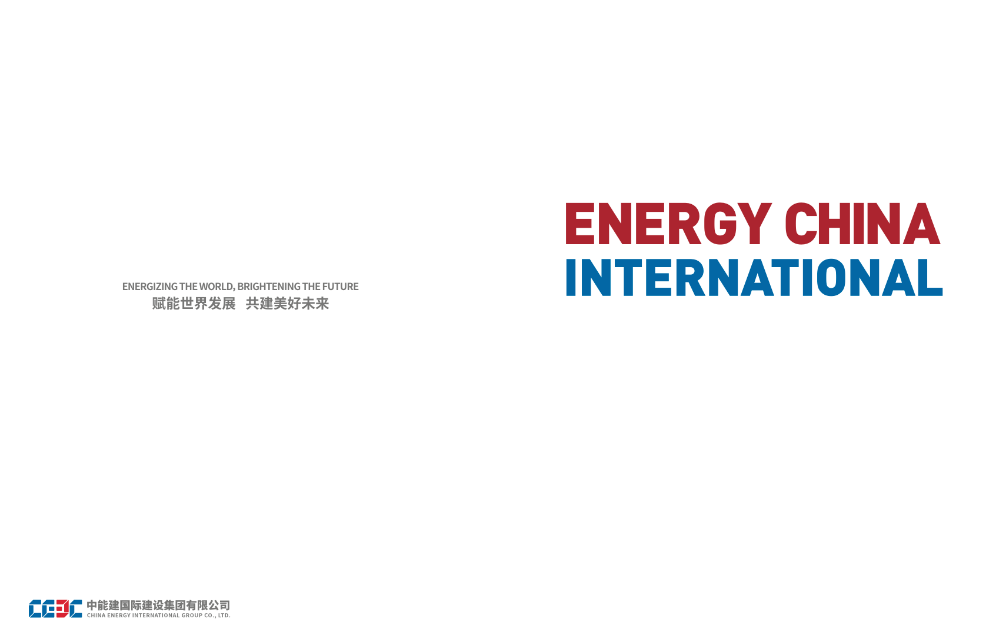 ENERGY CHINA
INTERNATIONAL
ENERGIZING THE WORLD, BRIGHTENING THE FUTURE
赋能世界发展 共建美好未来
CEEC 中能建国际建设集团有限公司
CHINA ENERGY INTERNATIONAL GROUP CO., LTD.